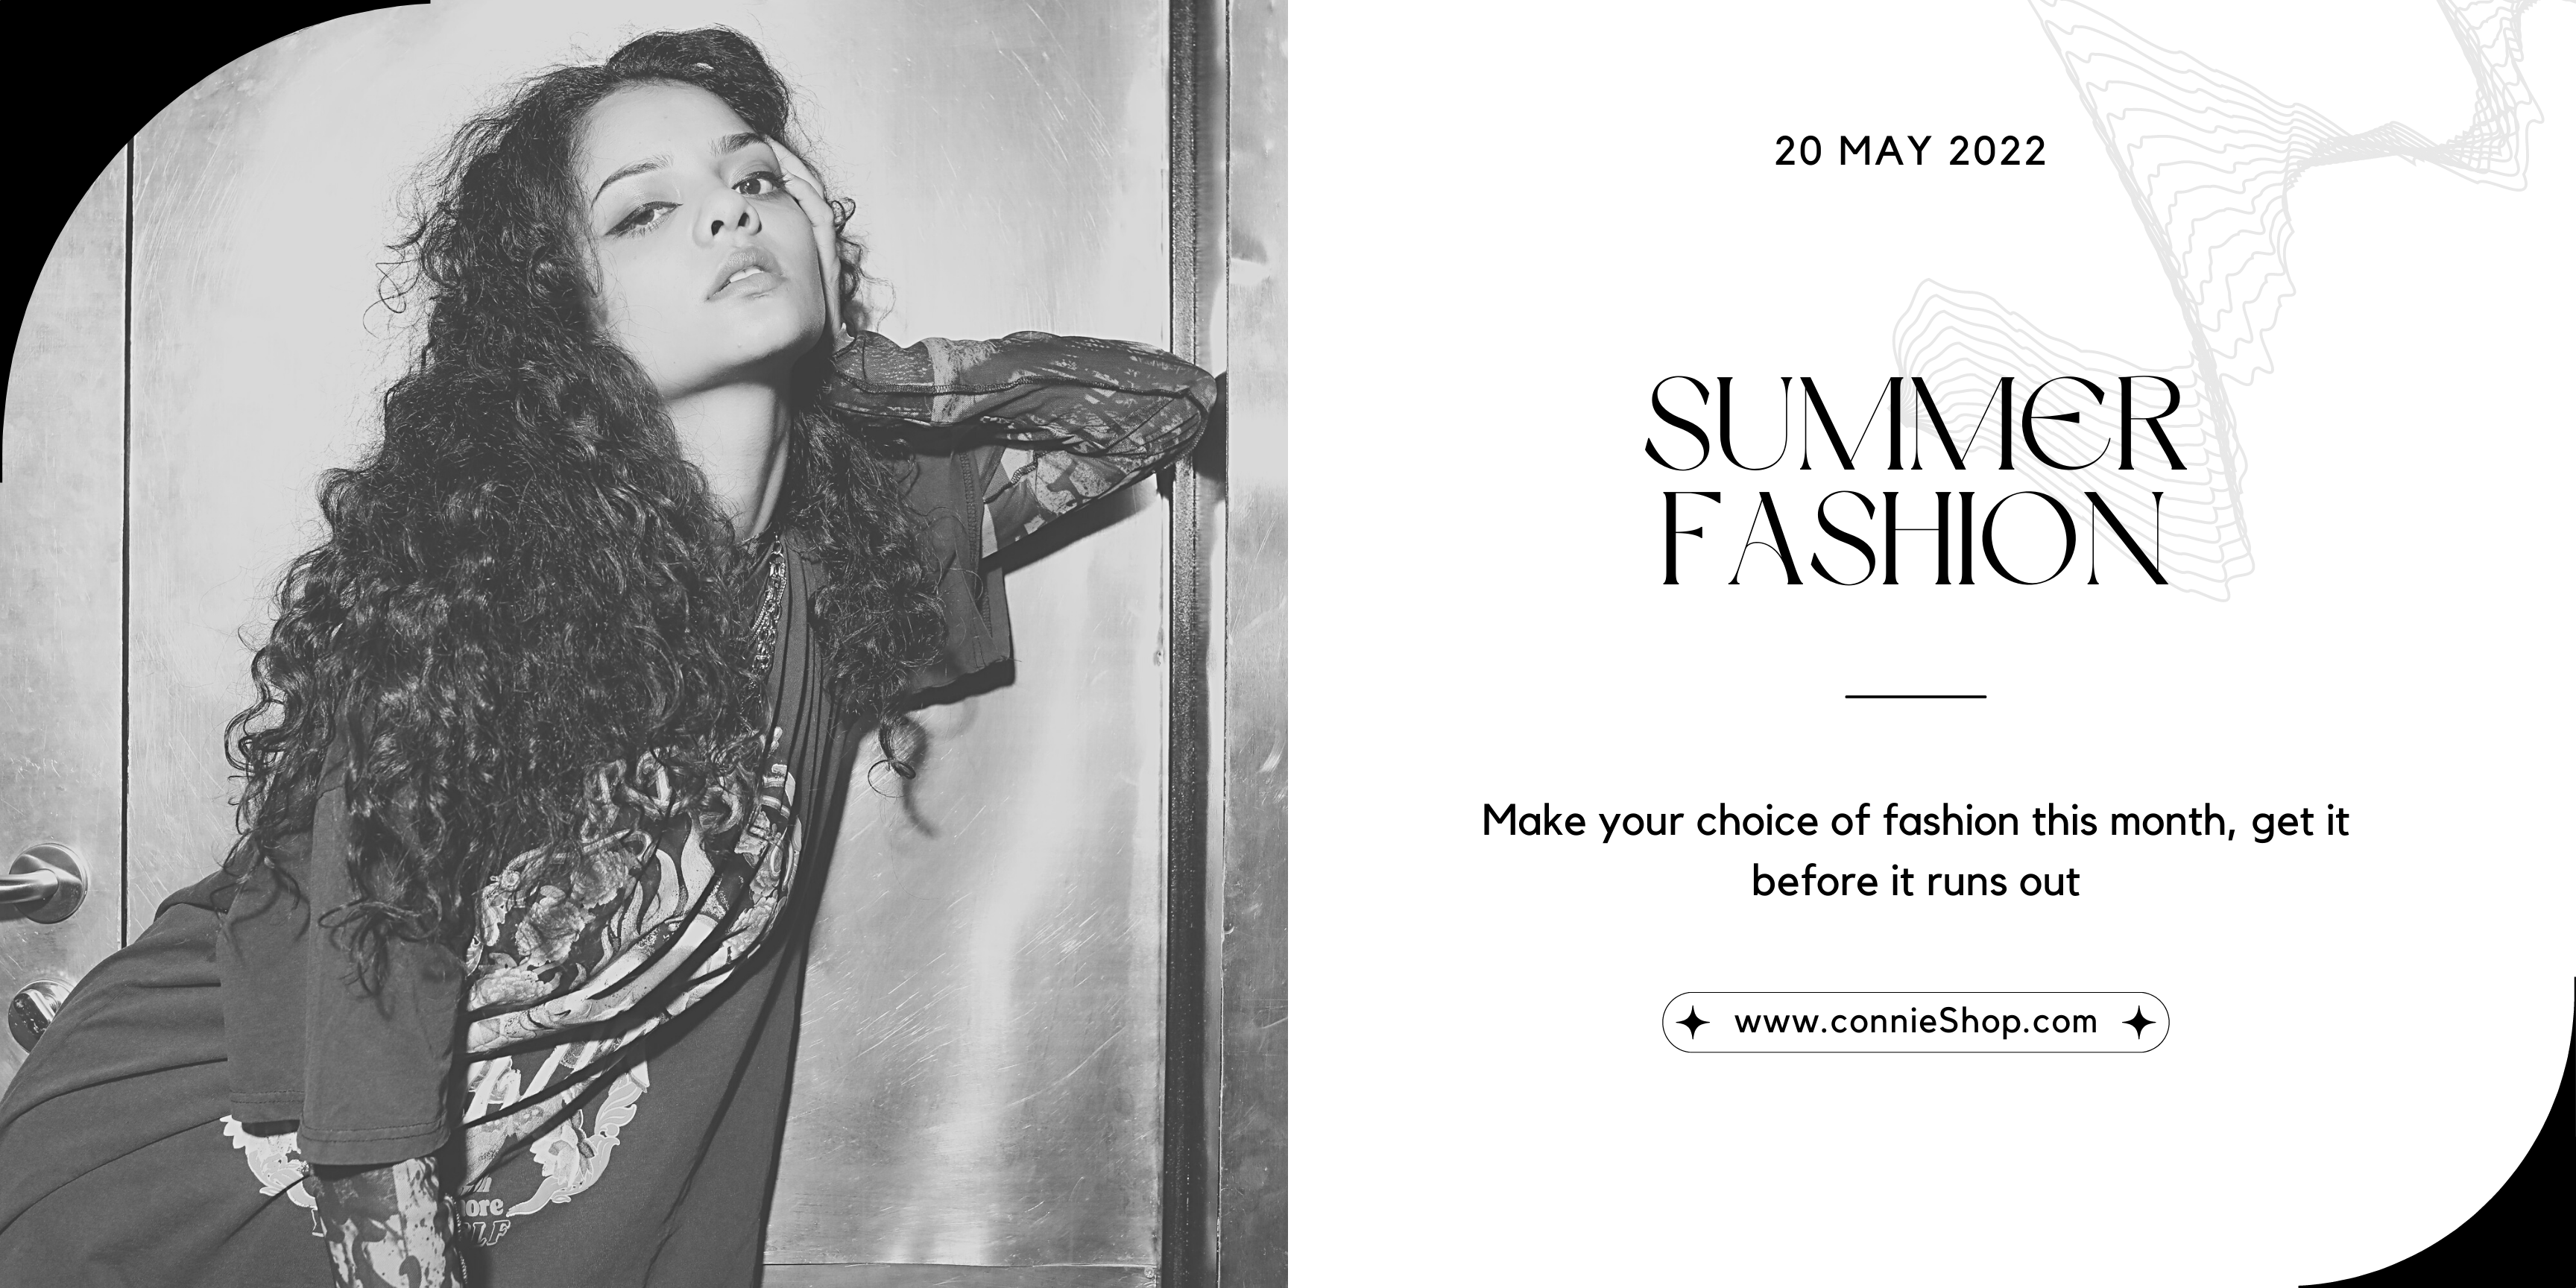 20 MAY 2022
SUMMER
FASHION
Make your choice of fashion this month, get it
before it runs out
www.connieShop.com